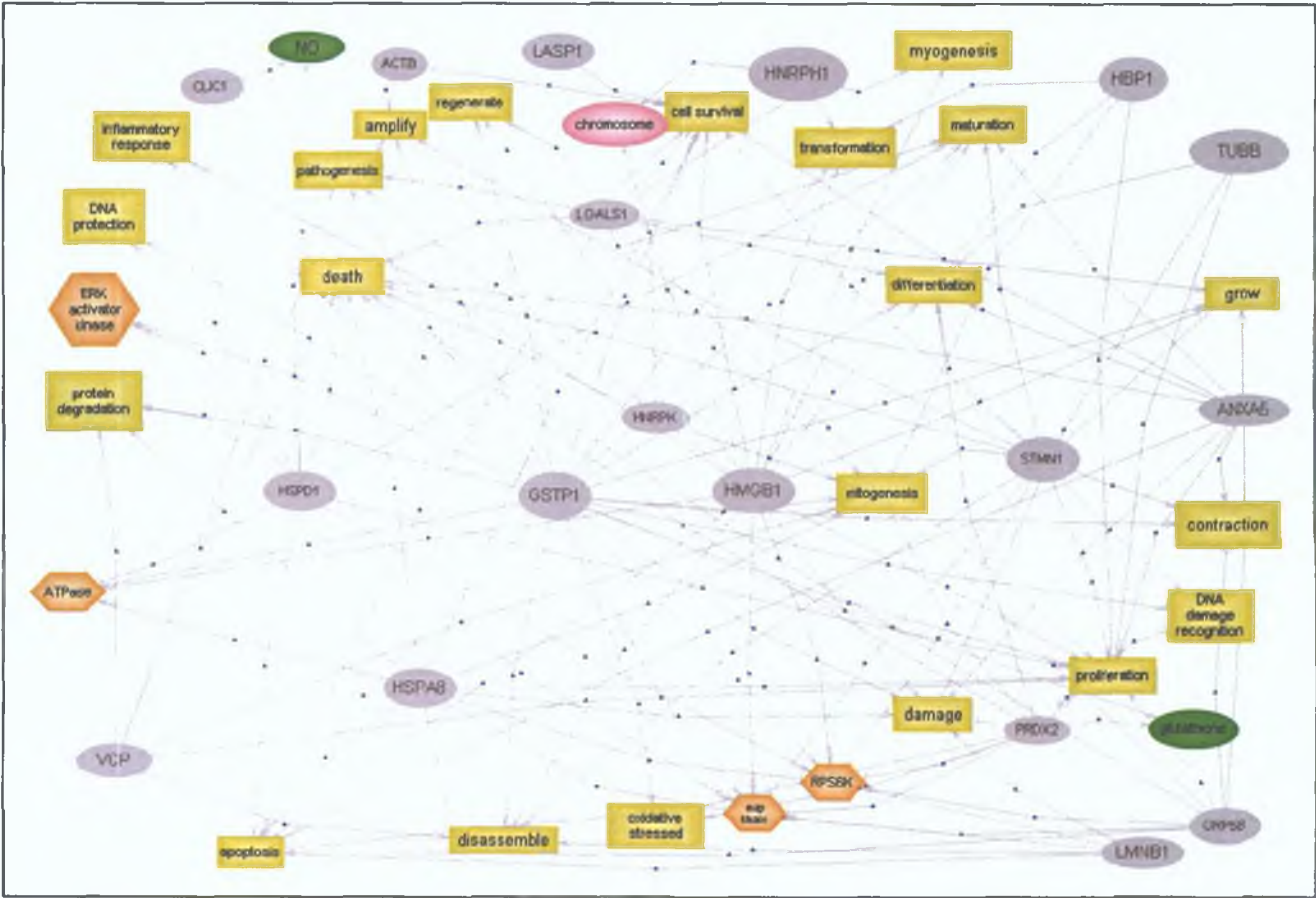 NO
LASP1
ACTB
CLIC1
HNRPH1
myogenesis
HBP1
regenerate
cell survival
chromosome
amplify
inflammatory
response
maturation
transformation
TUBB
pathogenesis
DNA
protection
LGALS1
death
differentiation
grow
ERK
activator
kinase
protein
degradation
HNRPK
ANXA5
STMN1
HSPD1
GSTP1
HMGB1
mitogenesis
contraction
ATPase
DNA
damage
recognition
proliferation
HSPA8
damage
PRDX2
glutathione
VCP
RPS6K
oxidative
stressed
disassemble
apoptosis
LMNB1